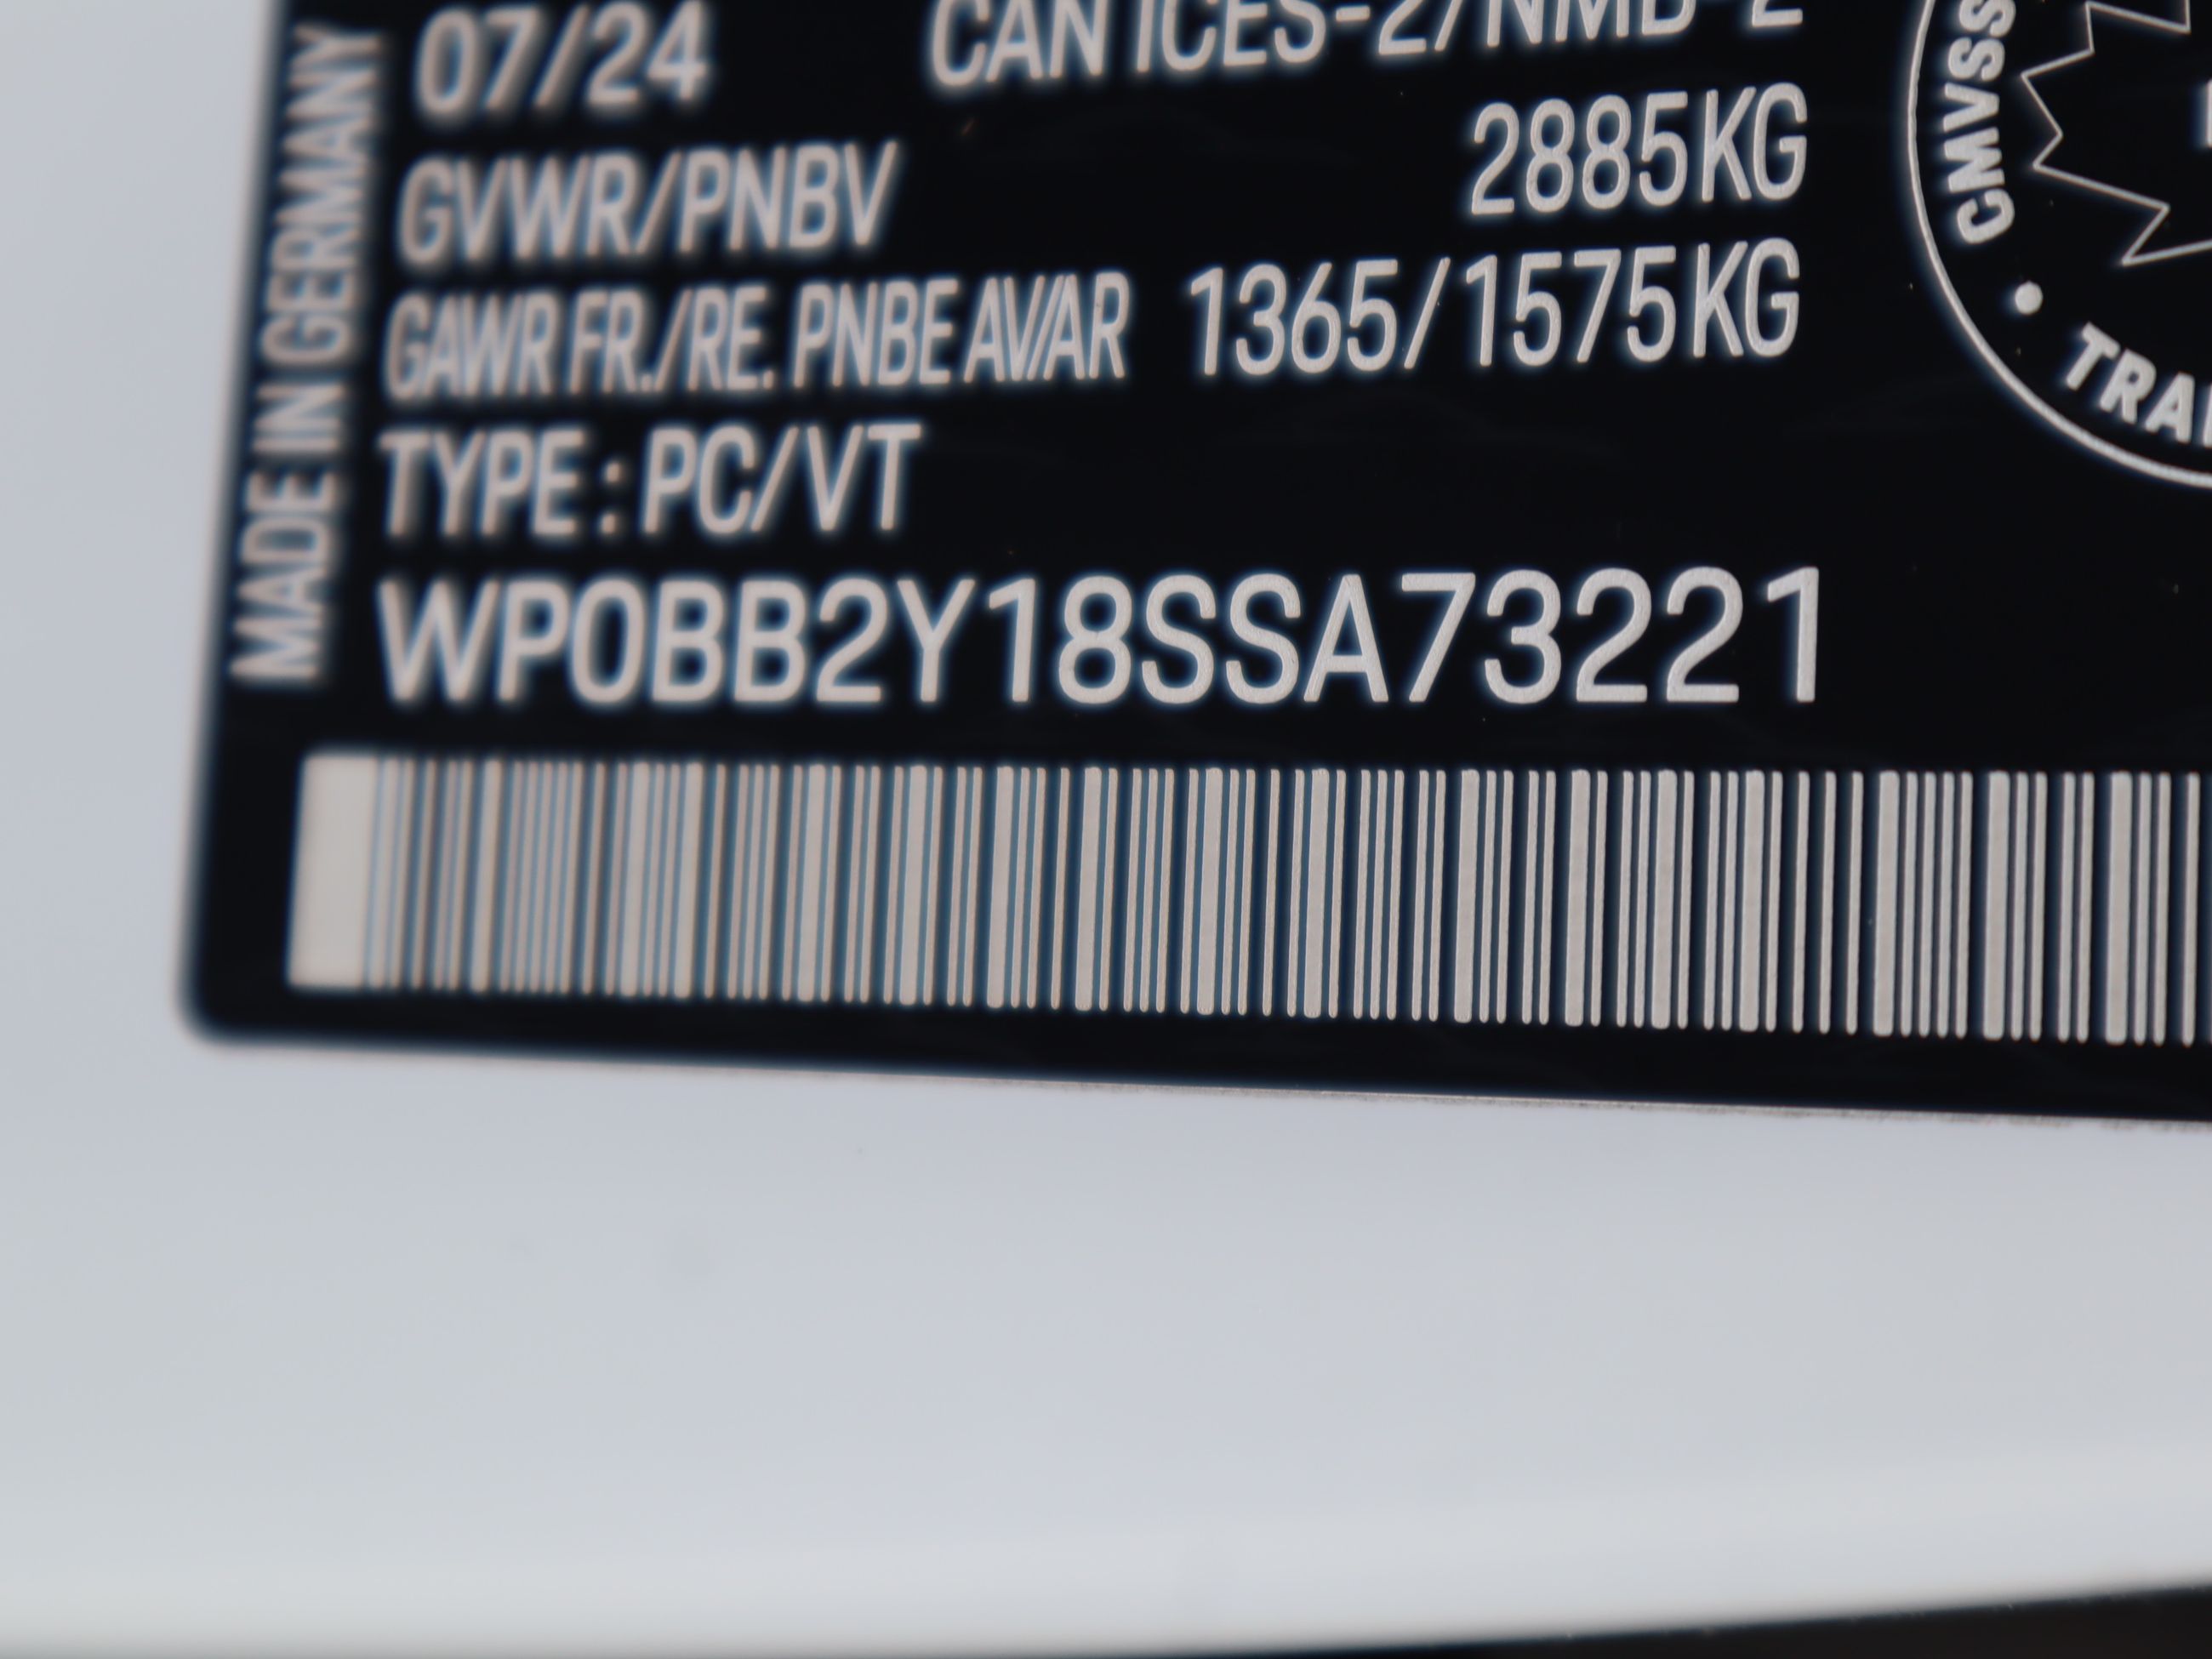 MADE IN GERMANY
07/24
CAN ICES-2/NMB-2
GVWR/PNBV 2885KG
GAWR FR./RE. PNBE AV/AR 1365/1575KG
TYPE : PC/VT
WP0BB2Y18SSA73221
CMVSS
• TRA